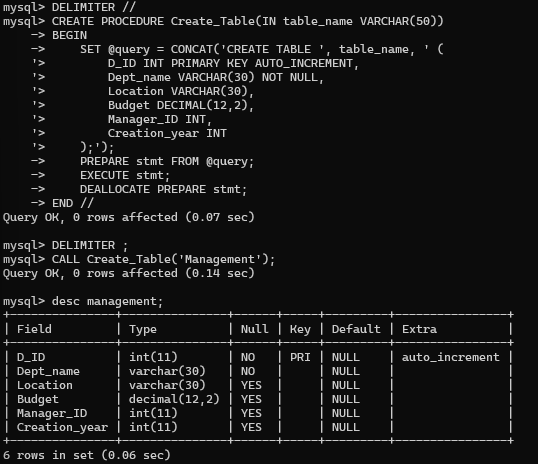 mysql> DELIMITER //
mysql> CREATE PROCEDURE Create_Table(IN table_name VARCHAR(50))
    -> BEGIN
    ->     SET @query = CONCAT('CREATE TABLE ', table_name, ' (
    '>         D_ID INT PRIMARY KEY AUTO_INCREMENT,
    '>         Dept_name VARCHAR(30) NOT NULL,
    '>         Location VARCHAR(30),
    '>         Budget DECIMAL(12,2),
    '>         Manager_ID INT,
    '>         Creation_year INT
    '>     );');
    ->     PREPARE stmt FROM @query;
    ->     EXECUTE stmt;
    ->     DEALLOCATE PREPARE stmt;
    -> END //
Query OK, 0 rows affected (0.07 sec)

mysql> DELIMITER ;
mysql> CALL Create_Table('Management');
Query OK, 0 rows affected (0.14 sec)

mysql> desc management;
+---------------+---------------+------+-----+---------+----------------+
| Field         | Type          | Null | Key | Default | Extra          |
+---------------+---------------+------+-----+---------+----------------+
| D_ID          | int(11)       | NO   | PRI | NULL    | auto_increment |
| Dept_name     | varchar(30)   | NO   |     | NULL    |                |
| Location      | varchar(30)   | YES  |     | NULL    |                |
| Budget        | decimal(12,2) | YES  |     | NULL    |                |
| Manager_ID    | int(11)       | YES  |     | NULL    |                |
| Creation_year | int(11)       | YES  |     | NULL    |                |
+---------------+---------------+------+-----+---------+----------------+
6 rows in set (0.06 sec)